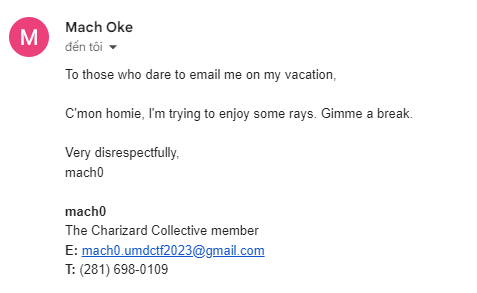 M
Mach Oke
đến tôi
To those who dare to email me on my vacation,
C'mon homie, I'm trying to enjoy some rays. Gimme a break.
Very disrespectfully,
mach0
mach0
The Charizard Collective member
E: mach0.umdctf2023@gmail.com
T: (281) 698-0109